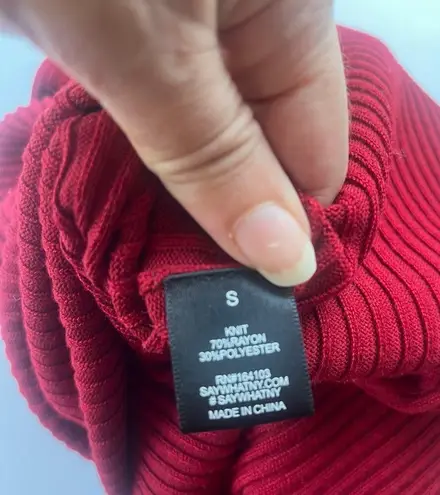 S
KNIT
70%RAYON
30%POLYESTER
RN#164103
SAYWHATNY.COM
#SAYWHATNY
MADE IN CHINA